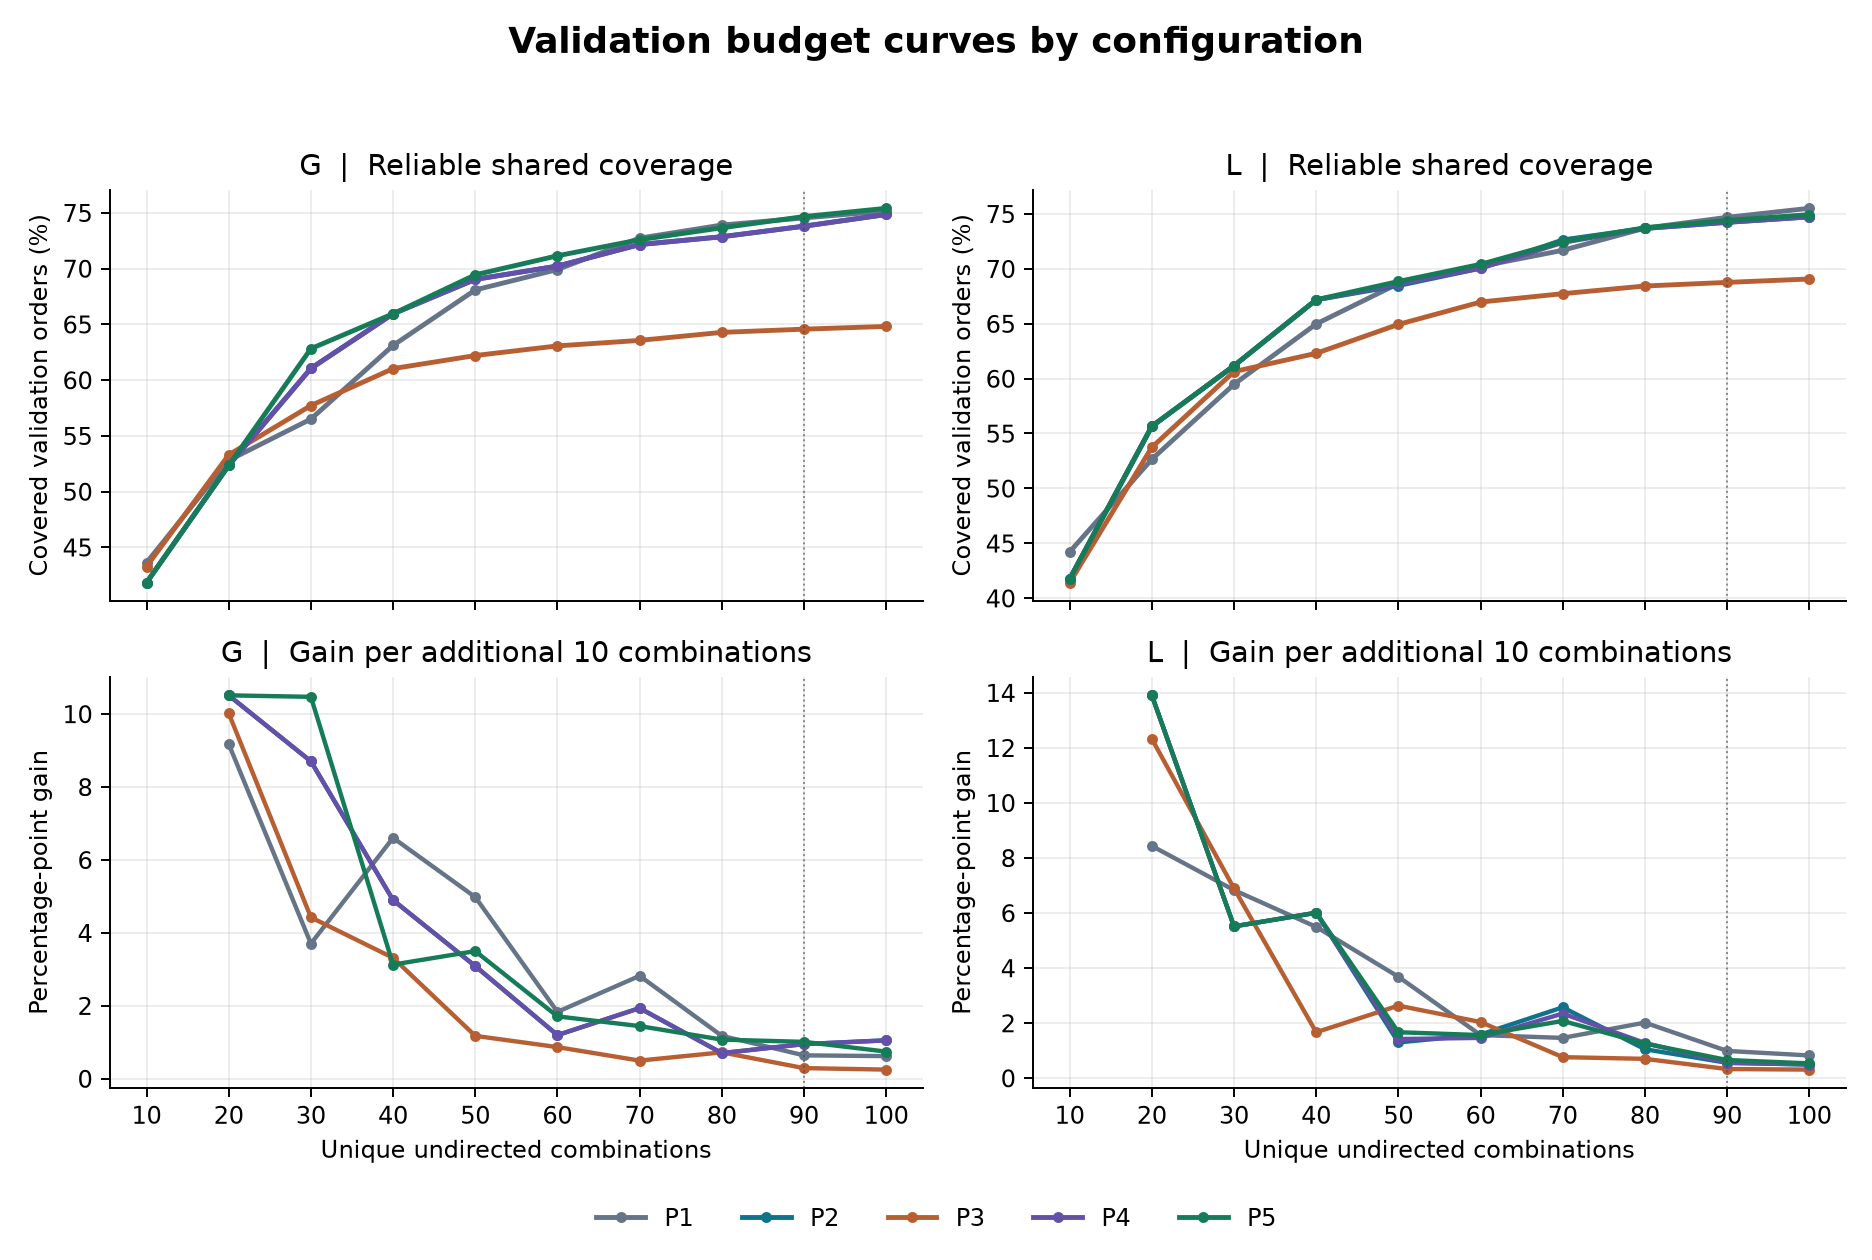 Validation budget curves by configuration
G | Reliable shared coverage
Covered validation orders (%)
75
70
65
60
55
50
45
L | Reliable shared coverage
Covered validation orders (%)
75
70
65
60
55
50
45
40
G | Gain per additional 10 combinations
Percentage-point gain
10
8
6
4
2
0
10 20 30 40 50 60 70 80 90 100
Unique undirected combinations
L | Gain per additional 10 combinations
Percentage-point gain
14
12
10
8
6
4
2
0
10 20 30 40 50 60 70 80 90 100
Unique undirected combinations
P1 P2 P3 P4 P5